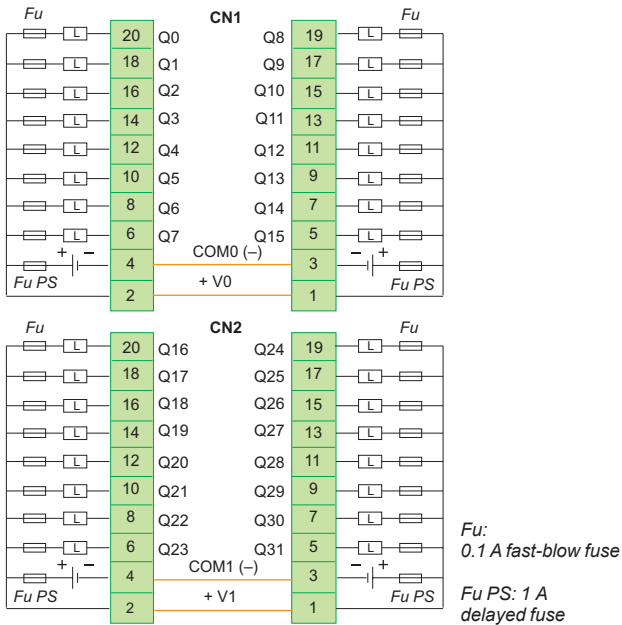 Fu CN1 Fu
L 20 Q0 Q8 19 L
L 18 Q1 Q9 17 L
L 16 Q2 Q10 15 L
L 14 Q3 Q11 13 L
L 12 Q4 Q12 11 L
L 10 Q5 Q13 9 L
L 8 Q6 Q14 7 L
L 6 Q7 Q15 5 L
+ – 4 COM0 (–) 3 – +
Fu PS + V0 Fu PS
2 1
Fu CN2 Fu
L 20 Q16 Q24 19 L
L 18 Q17 Q25 17 L
L 16 Q18 Q26 15 L
L 14 Q19 Q27 13 L
L 12 Q20 Q28 11 L
L 10 Q21 Q29 9 L
L 8 Q22 Q30 7 L
L 6 Q23 Q31 5 L
+ – 4 COM1 (–) 3 – +
Fu PS + V1 Fu PS
2 1
Fu:
0.1 A fast-blow fuse
Fu PS: 1 A
delayed fuse